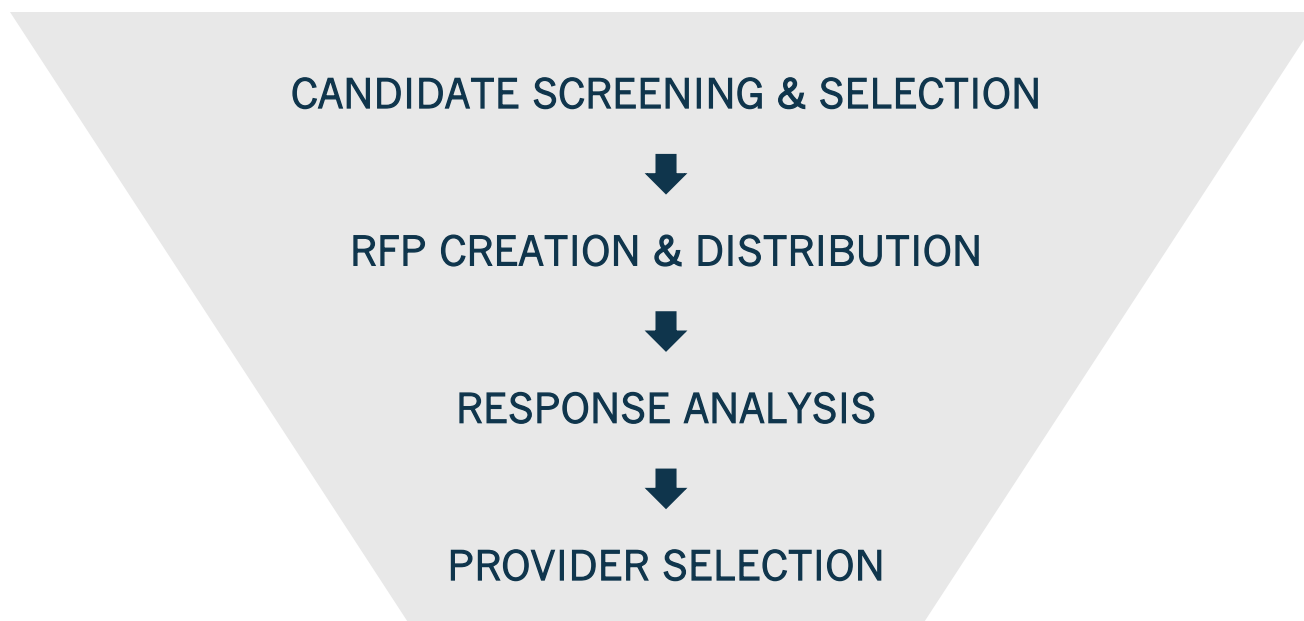 CANDIDATE SCREENING & SELECTION
RFP CREATION & DISTRIBUTION
RESPONSE ANALYSIS
PROVIDER SELECTION